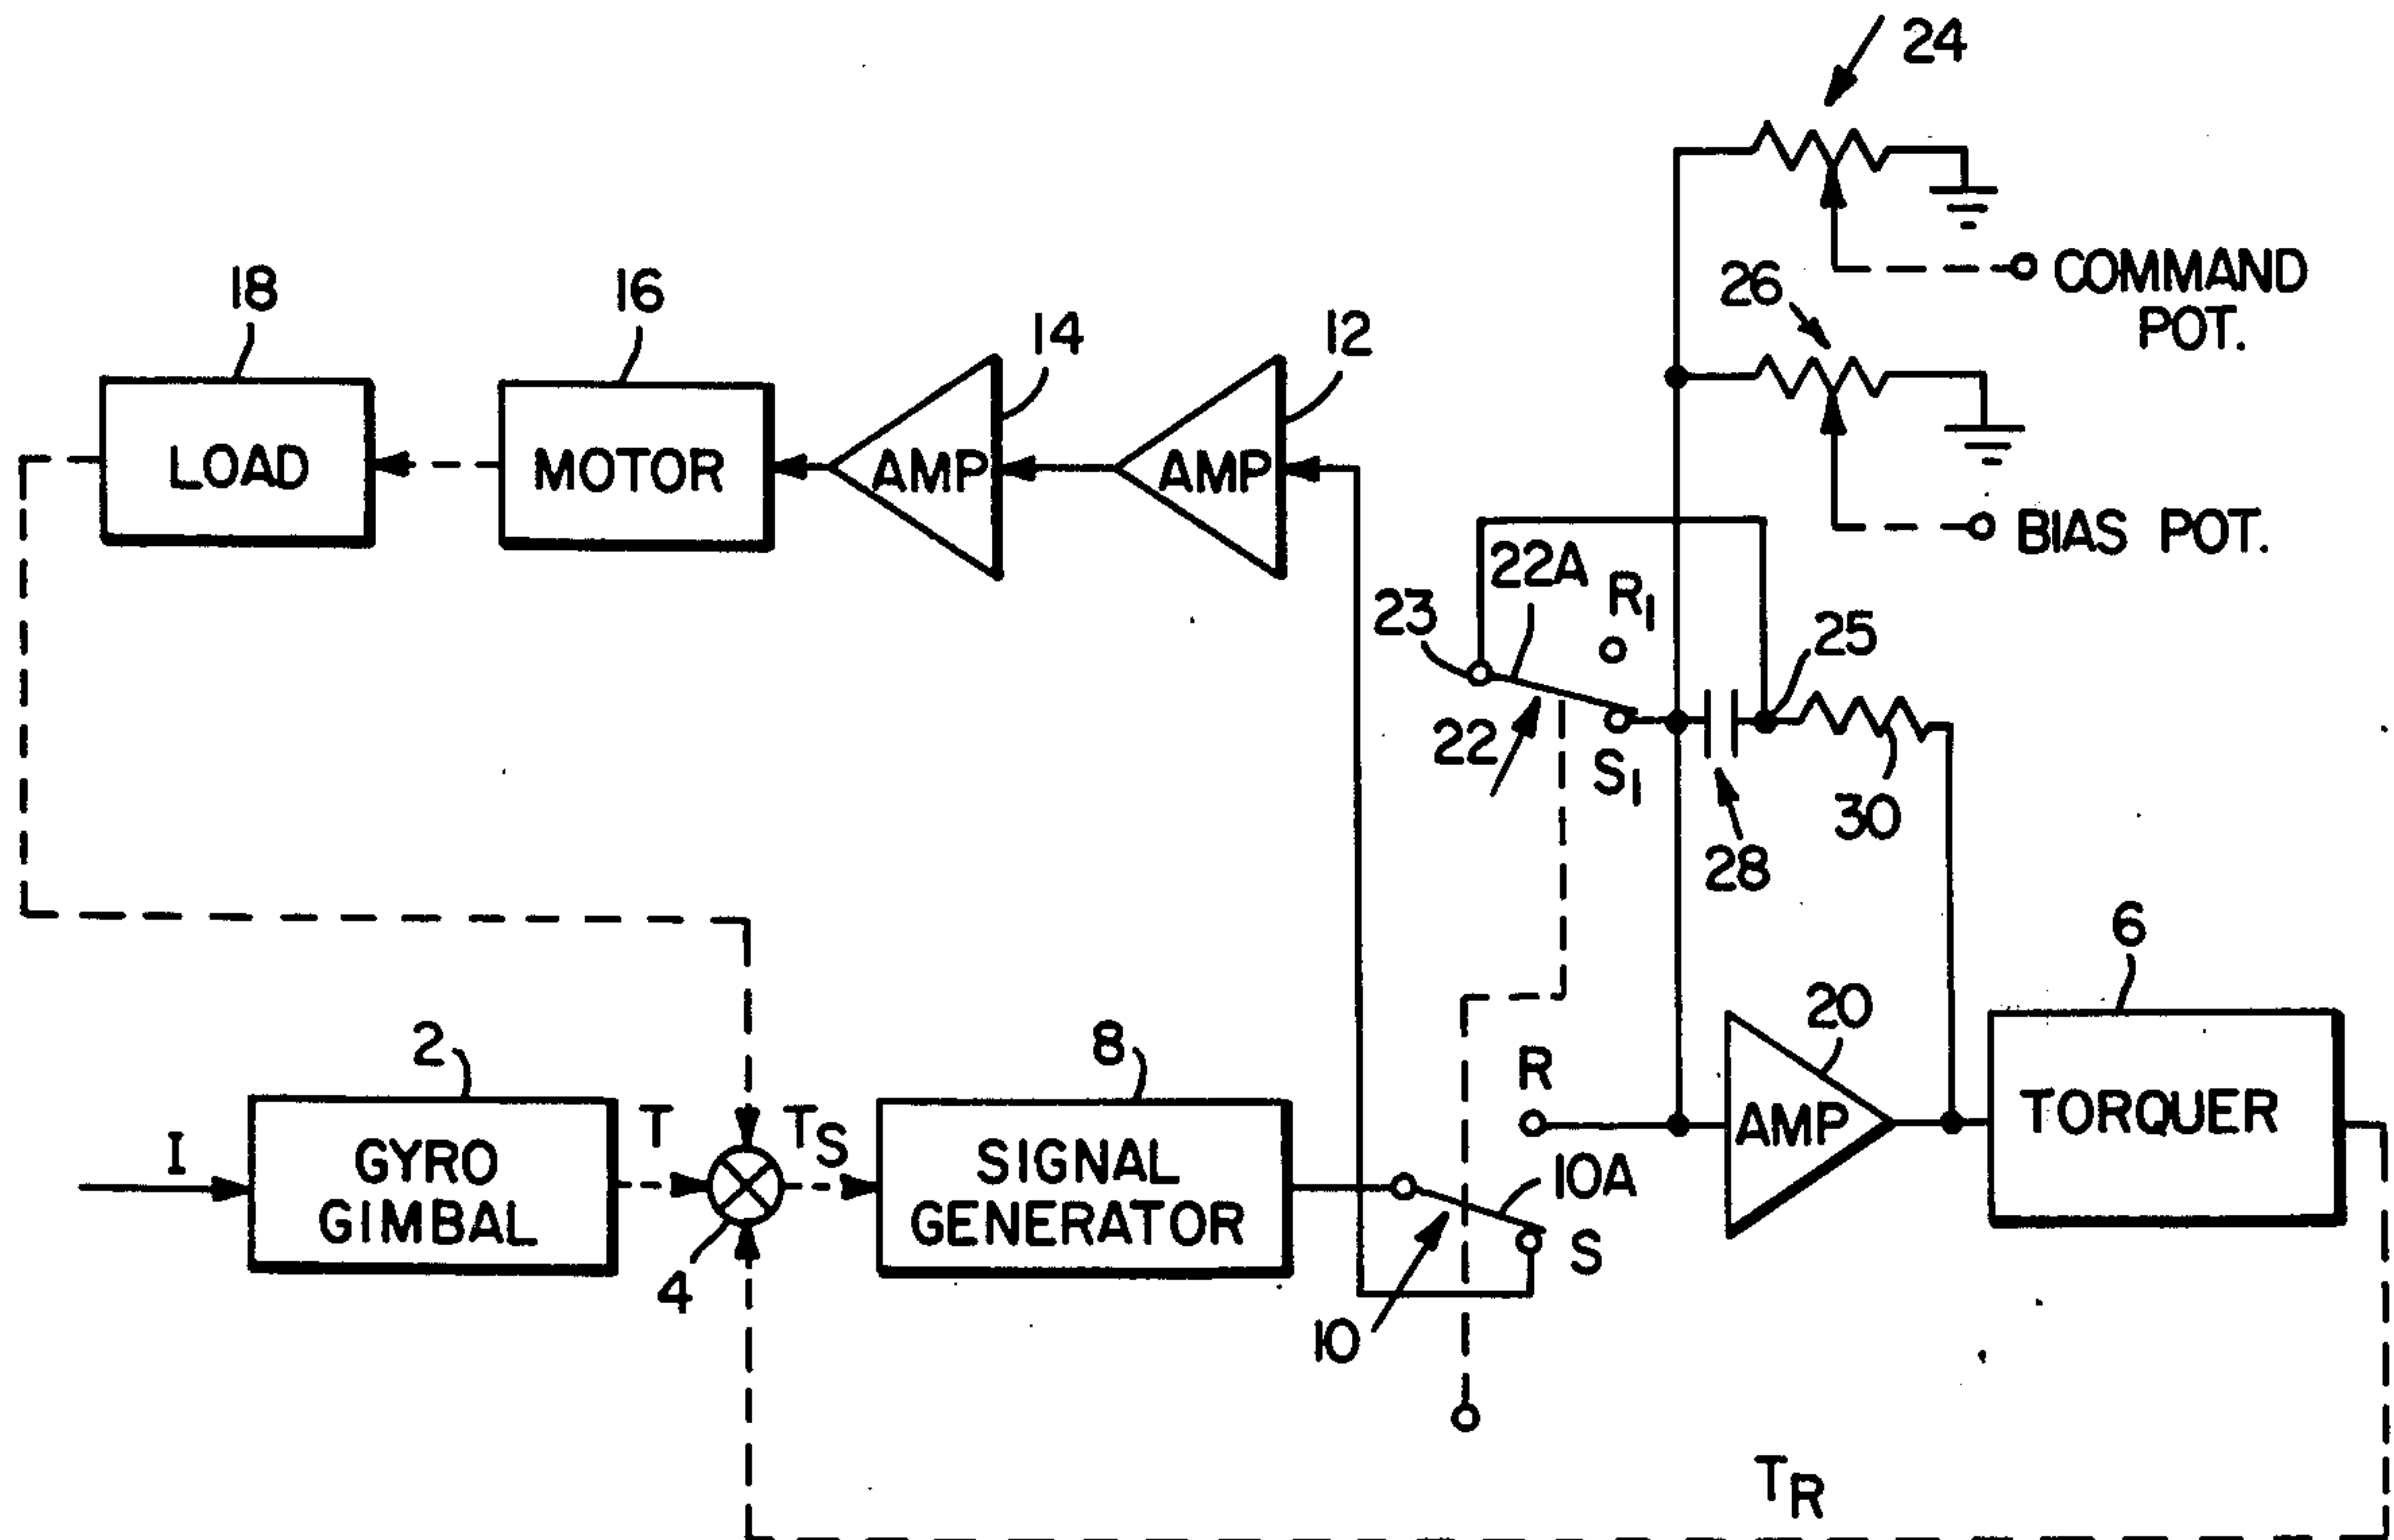 24
COMMAND
POT.
26
BIAS POT.
18
16
14
12
LOAD
MOTOR
AMP
AMP
22A
R1
23
25
22
S1
30
28
6
20
2
8
R
I
GYRO
GIMBAL
T
TS
SIGNAL
GENERATOR
AMP
TORQUER
10A
S
4
10
TR